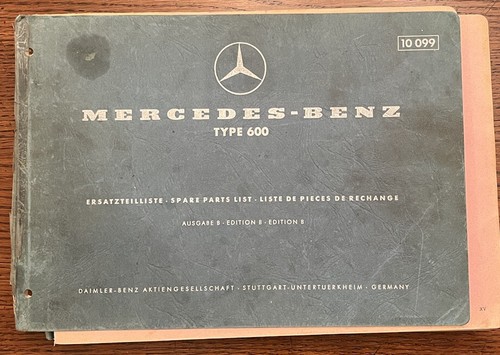 10 099
MERCEDES-BENZ
TYPE 600
ERSATZTEILLISTE · SPARE PARTS LIST · LISTE DE PIECES DE RECHANGE
AUSGABE B · EDITION B · EDITION B
DAIMLER-BENZ AKTIENGESELLSCHAFT · STUTTGART-UNTERTUERKHEIM · GERMANY
XV